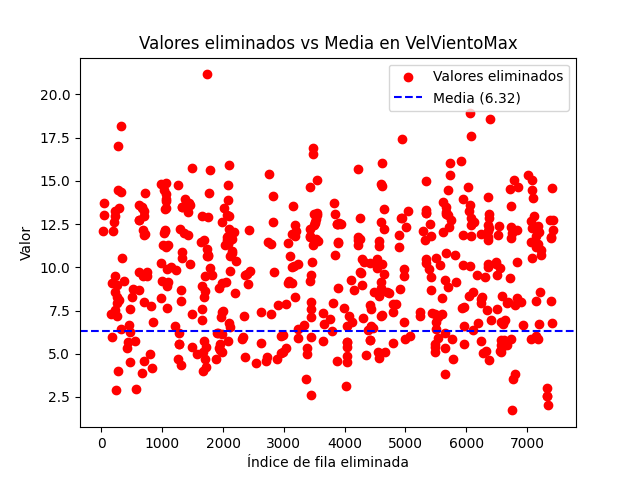 Valores eliminados vs Media en VelVientoMax
Valores eliminados
Media (6.32)
20.0
17.5
15.0
12.5
10.0
7.5
5.0
2.5
Valor
0 1000 2000 3000 4000 5000 6000 7000
Índice de fila eliminada